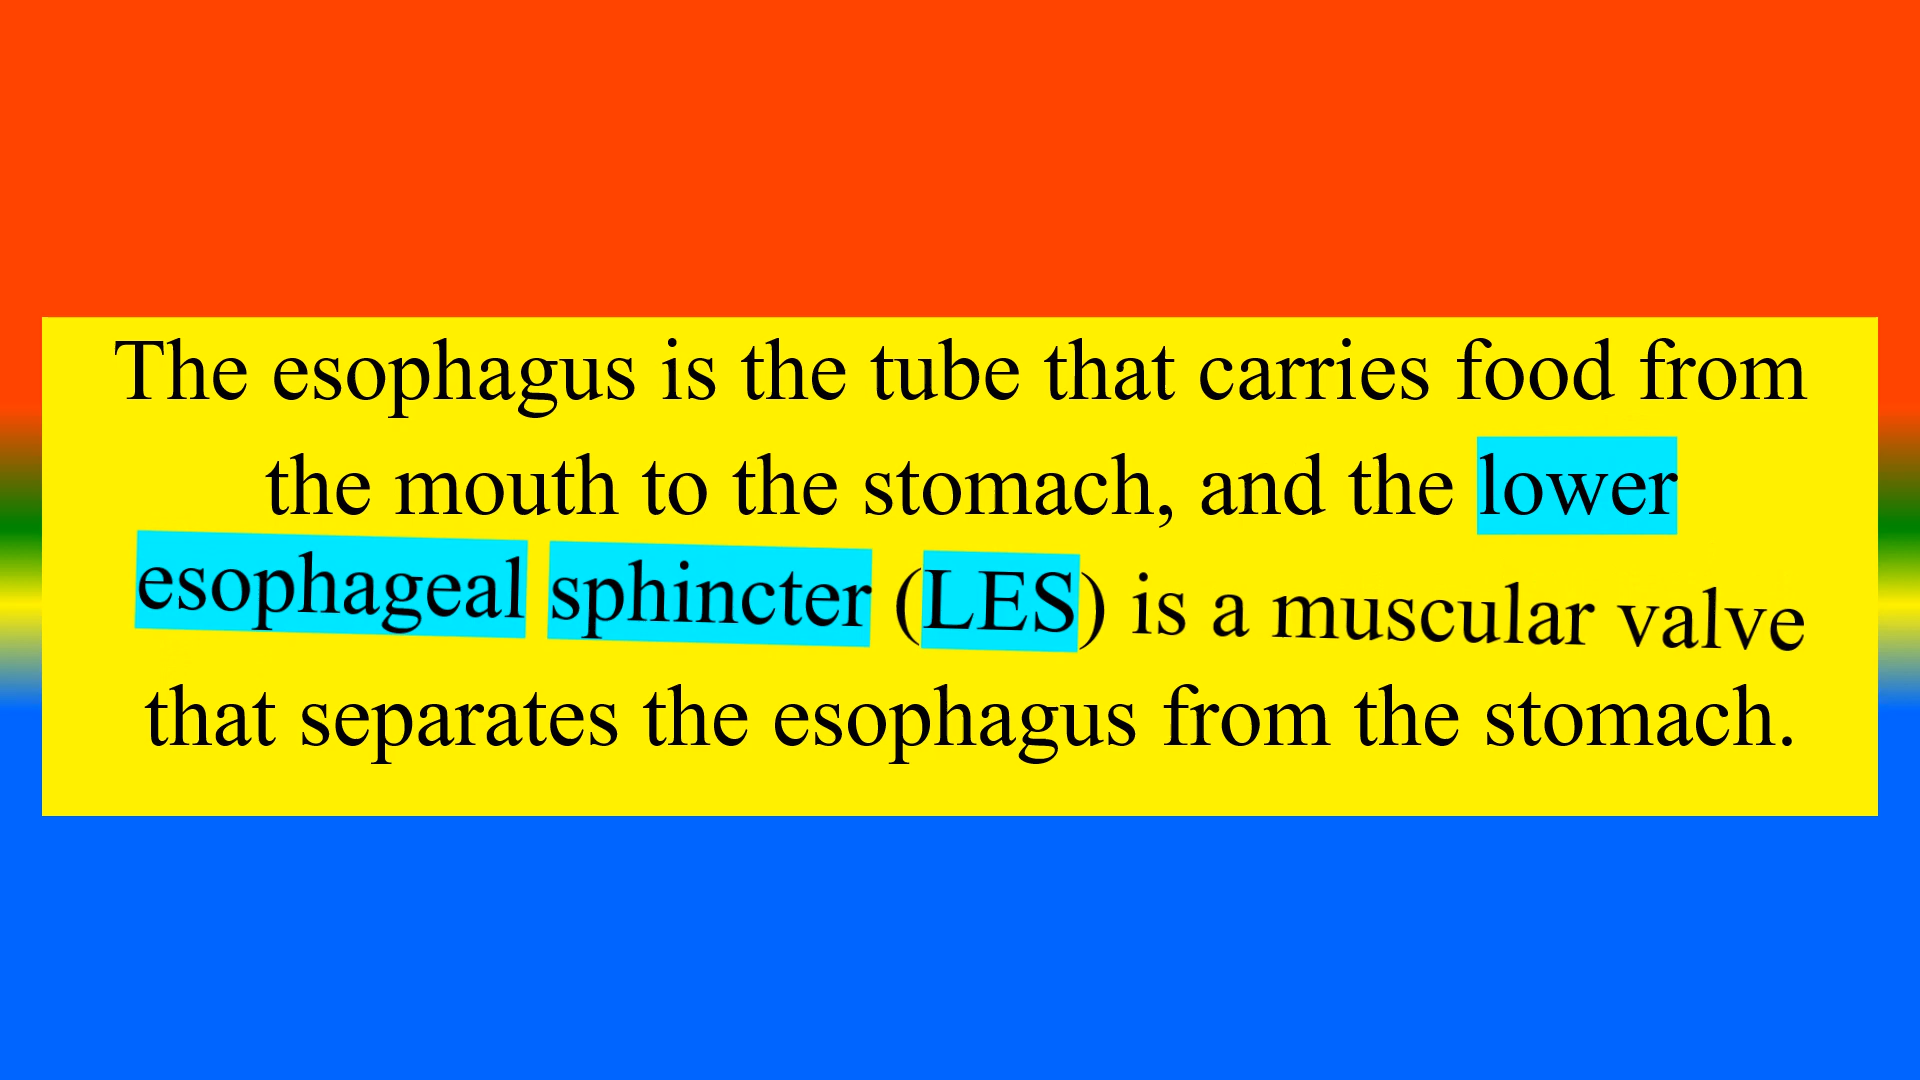 The esophagus is the tube that carries food from
the mouth to the stomach, and the lower
esophageal sphincter (LES) is a muscular valve
that separates the esophagus from the stomach.